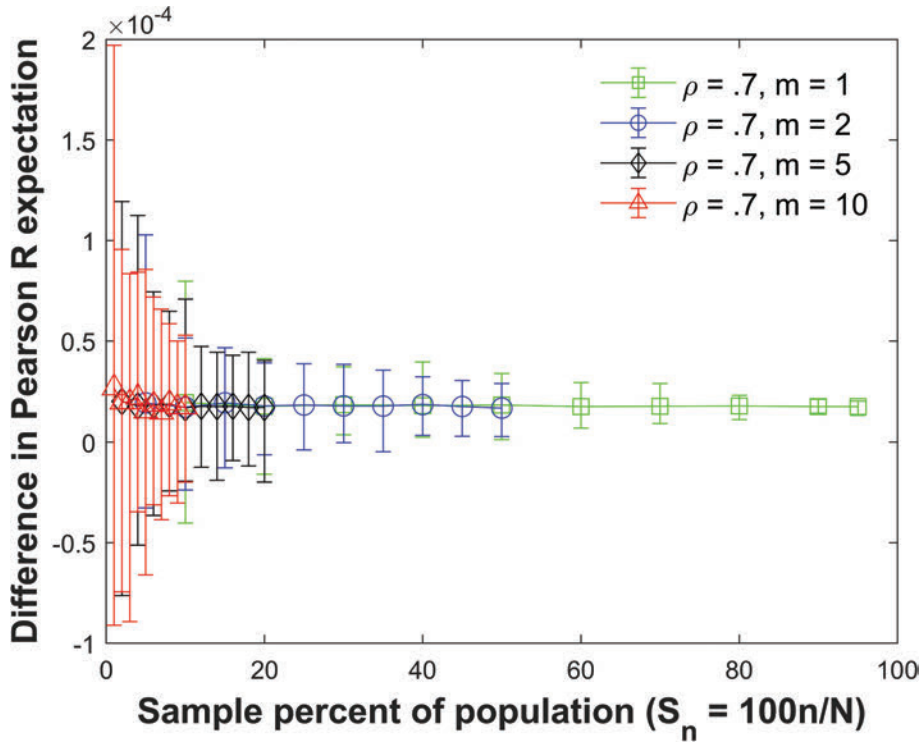 ×10⁻⁴
2
1.5
1
0.5
0
-0.5
-1
0 20 40 60 80 100
Difference in Pearson R expectation
Sample percent of population (Sₙ = 100n/N)
ρ = .7, m = 1
ρ = .7, m = 2
ρ = .7, m = 5
ρ = .7, m = 10